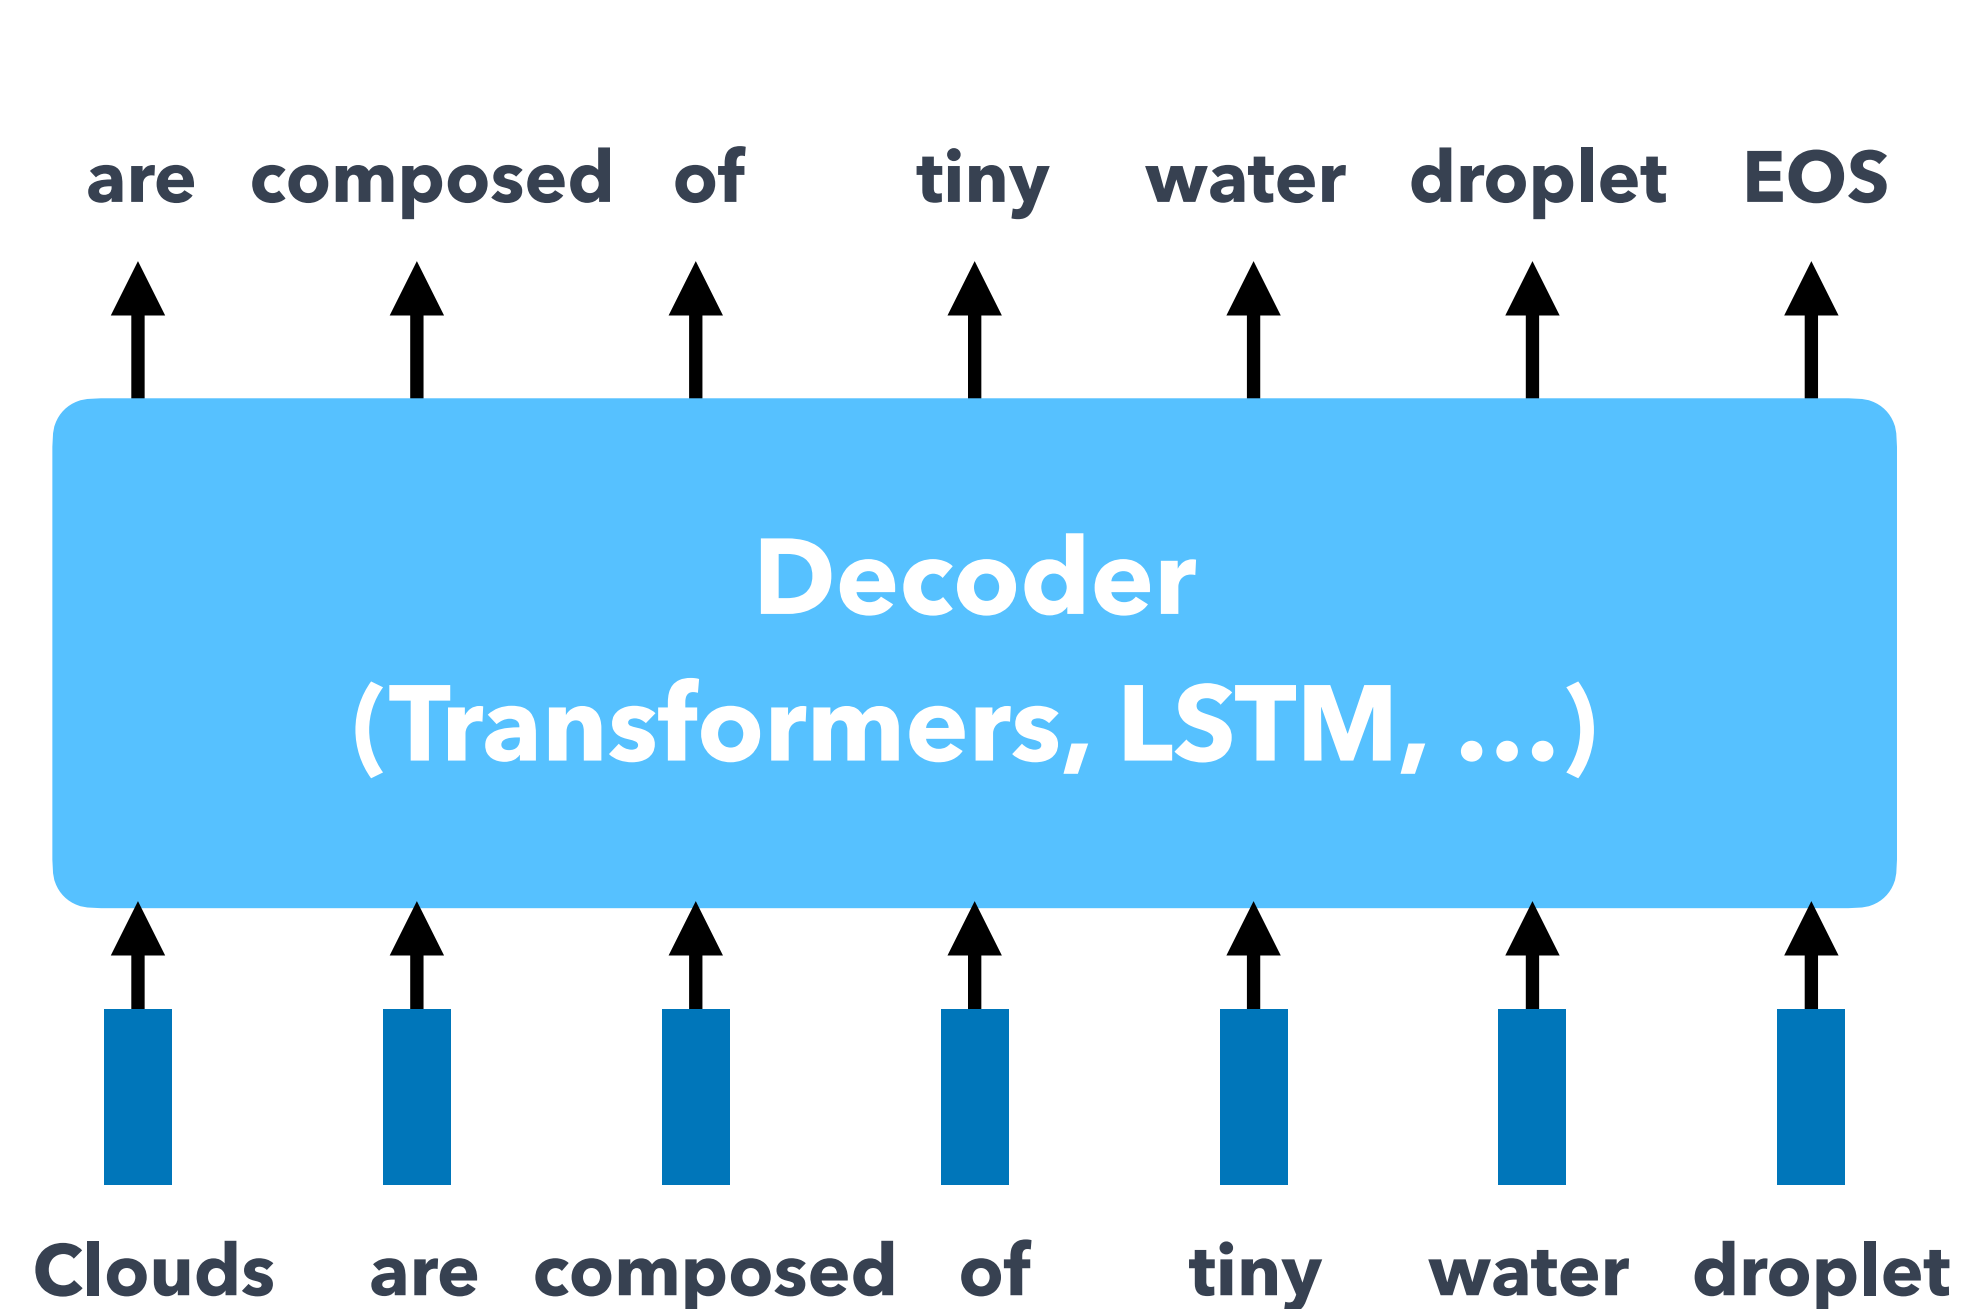 are composed of tiny water droplet EOS
Decoder
(Transformers, LSTM, ...)
Clouds are composed of tiny water droplet